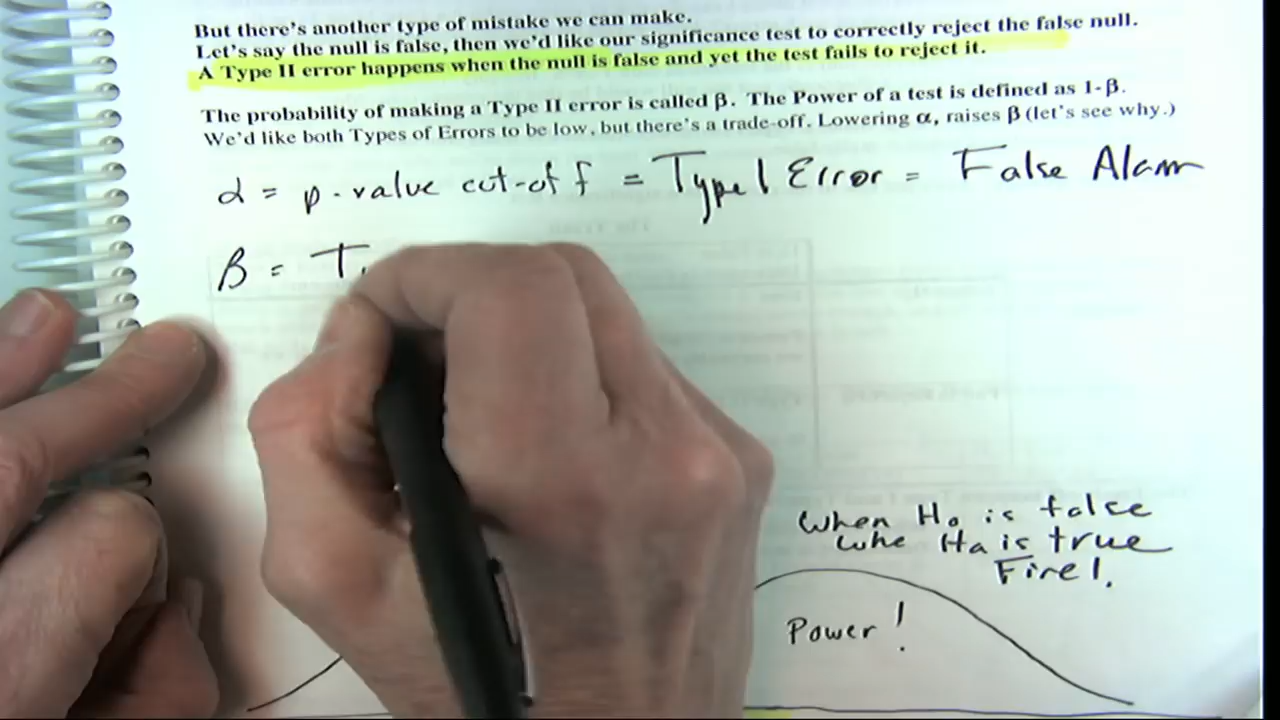 But there's another type of mistake we can make.
Let's say the null is false, then we'd like our significance test to correctly reject the false null.
A Type II error happens when the null is false and yet the test fails to reject it.
The probability of making a Type II error is called β. The Power of a test is defined as 1-β.
We'd like both Types of Errors to be low, but there's a trade-off. Lowering α, raises β (let's see why.)
α = p-value cut-off = Type I Error = False Alarm
β = T
When Ho is false
whe Ha is true
Fire!
Power!